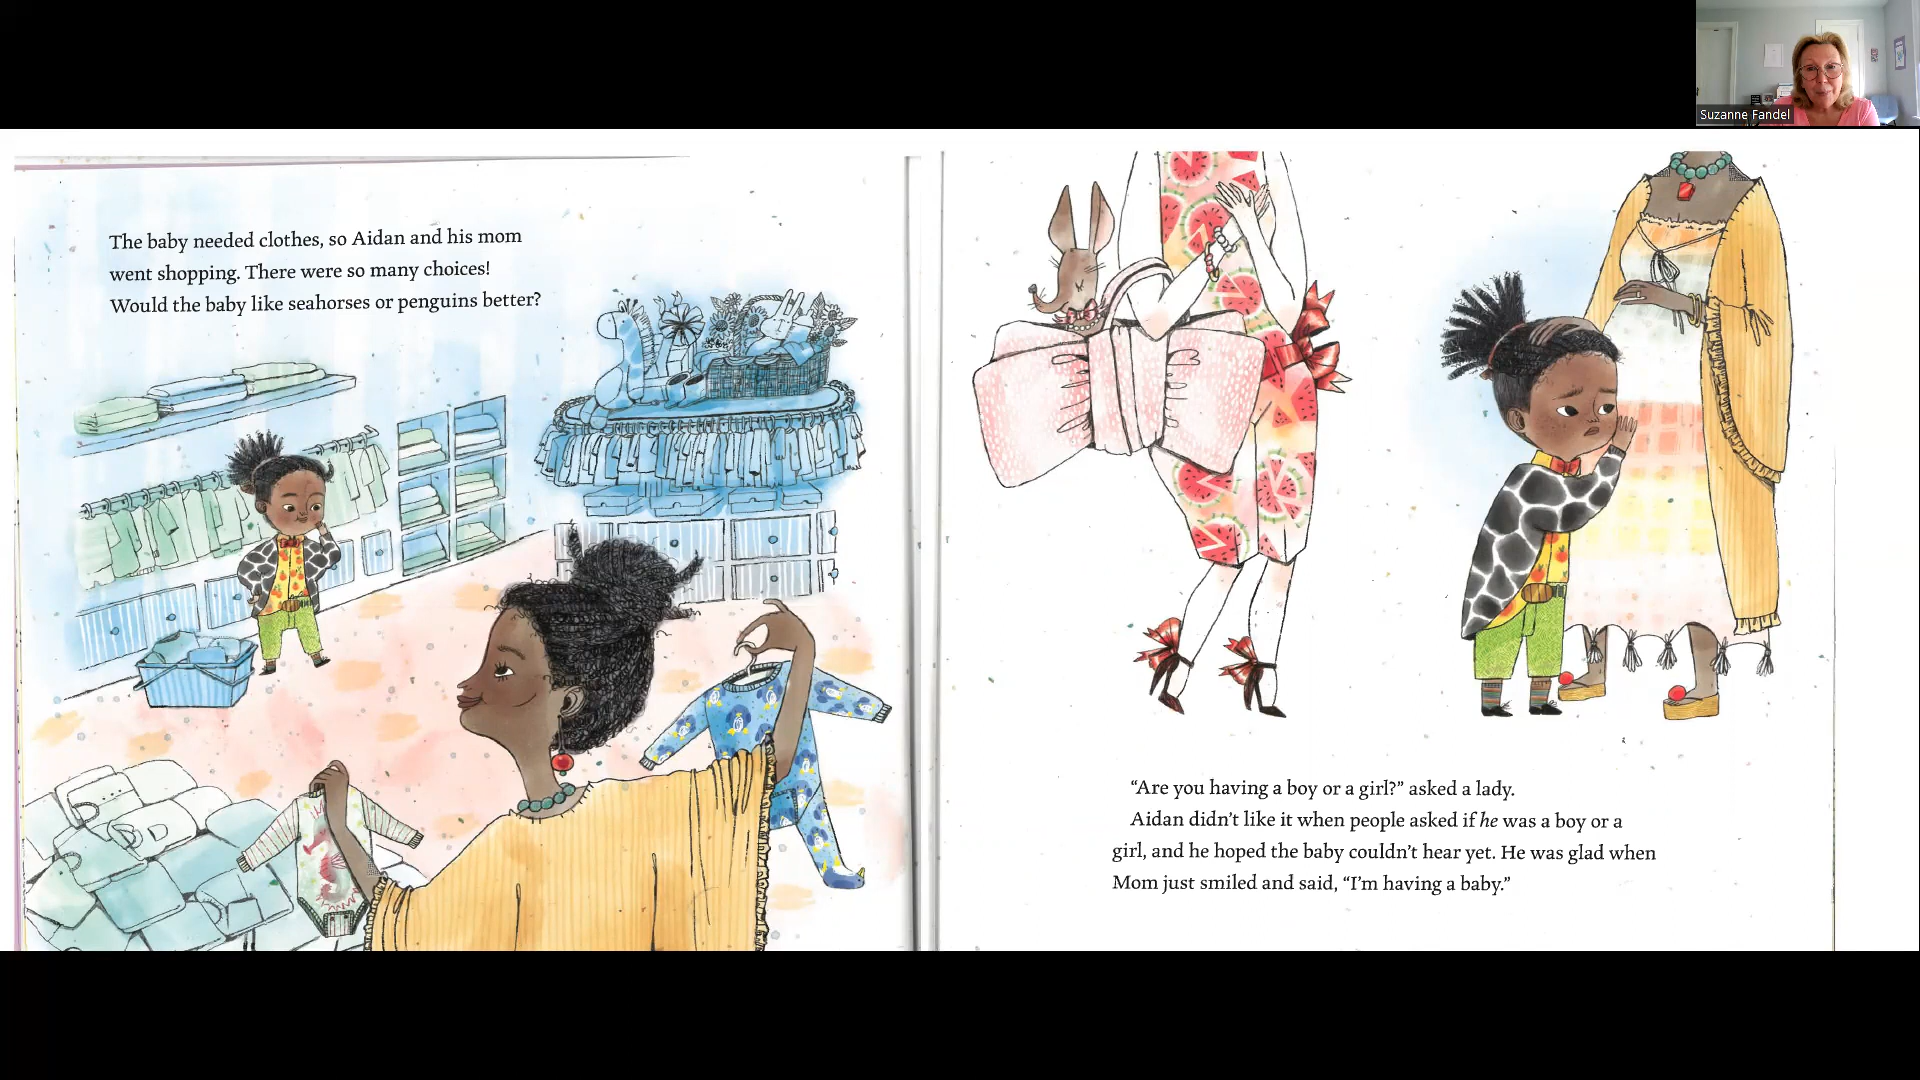 Suzanne Fandel
The baby needed clothes, so Aidan and his mom
went shopping. There were so many choices!
Would the baby like seahorses or penguins better?
“Are you having a boy or a girl?” asked a lady.
Aidan didn’t like it when people asked if he was a boy or a
girl, and he hoped the baby couldn’t hear yet. He was glad when
Mom just smiled and said, “I’m having a baby.”